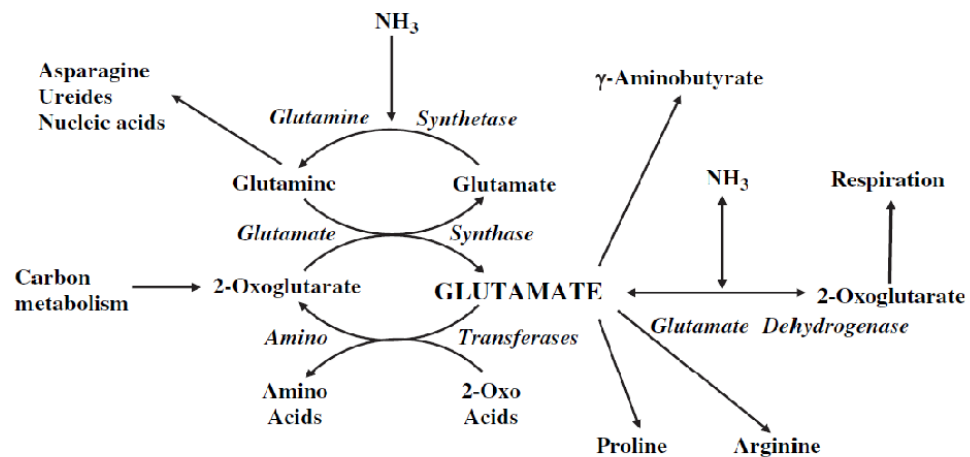 NH3
Asparagine
Ureides
Nucleic acids
γ-Aminobutyrate
Glutamine Synthetase
Glutamine Glutamate
NH3
Respiration
Glutamate Synthase
Carbon
metabolism
2-Oxoglutarate
GLUTAMATE
2-Oxoglutarate
Glutamate Dehydrogenase
Amino Transferases
Amino
Acids
2-Oxo
Acids
Proline
Arginine